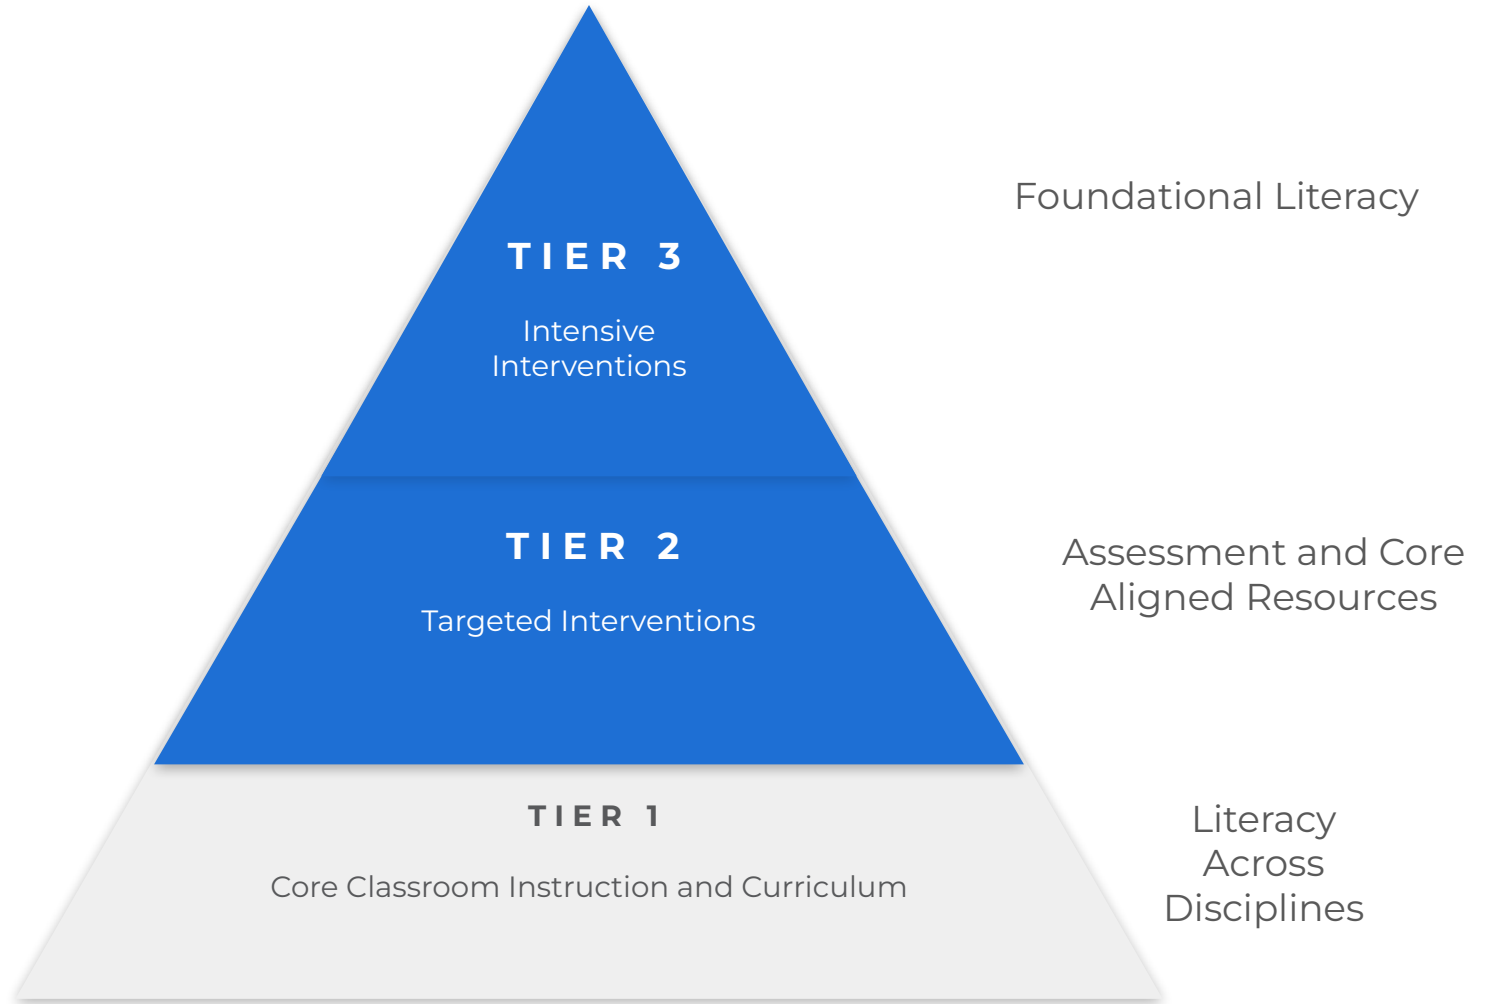 Foundational Literacy
TIER 3
Intensive
Interventions
TIER 2
Targeted Interventions
Assessment and Core
Aligned Resources
TIER 1
Core Classroom Instruction and Curriculum
Literacy
Across
Disciplines